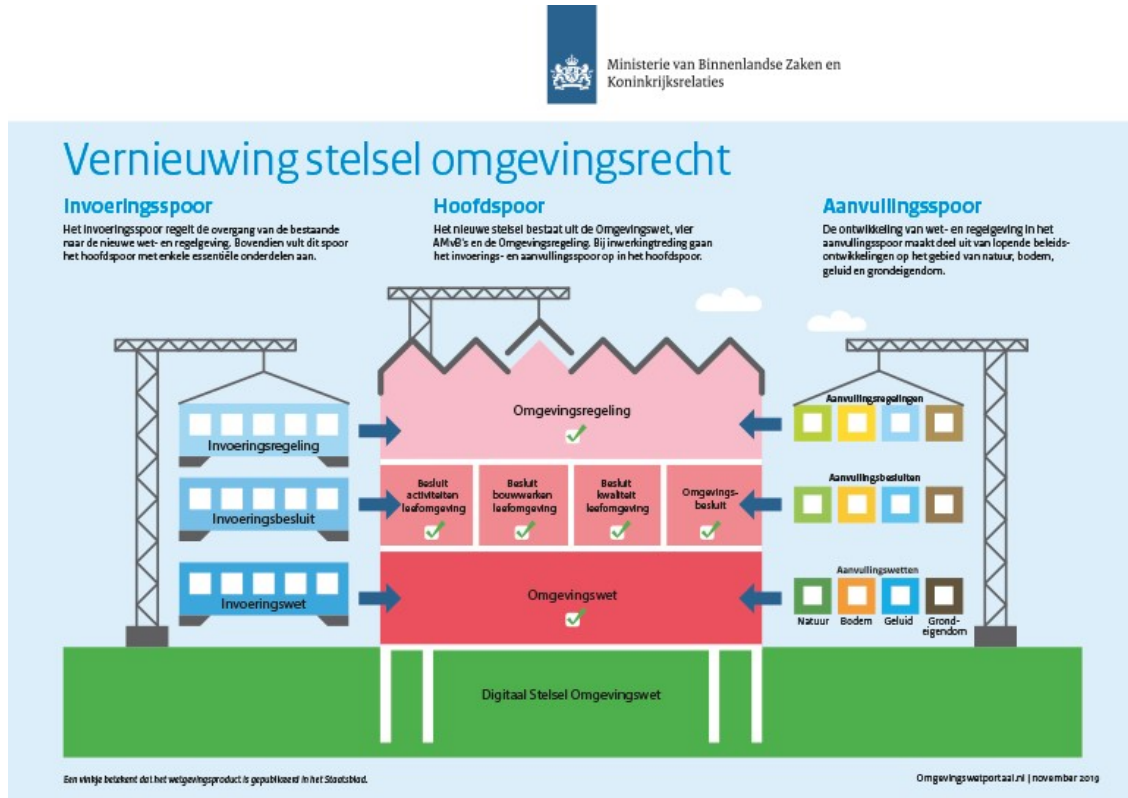 Ministerie van Binnenlandse Zaken en
Koninkrijksrelaties
Vernieuwing stelsel omgevingsrecht
Invoeringsspoor
Het invoeringsspoor regelt de overgang van de bestaande
naar de nieuwe wet- en regelgeving. Bovendien vult dit spoor
het hoofdspoor met enkele essentiële onderdelen aan.
Hoofdspoor
Het nieuwe stelsel bestaat uit de Omgevingswet, vier
AMvB's en de Omgevingsregeling. Bij inwerkingtreding gaan
het invoerings- en aanvullingsspoor op in het hoofdspoor.
Aanvullingsspoor
De ontwikkeling van wet- en regelgeving in het
aanvullingsspoor maakt deel uit van lopende beleids-
ontwikkelingen op het gebied van natuur, bodem,
geluid en grondeigendom.
Invoeringsregeling
Invoeringsbesluit
Invoeringswet
Omgevingsregeling
Besluit
activiteiten
leefomgeving
Besluit
bouwwerken
leefomgeving
Besluit
kwaliteit
leefomgeving
Omgevings-
besluit
Omgevingswet
Digitaal Stelsel Omgevingswet
Aanvullingsregelingen
Aanvullingsbesluiten
Aanvullingswetten
Natuur
Bodem
Geluid
Grond-
eigendom
Een vinkje betekent dat het wetgevingsproduct is gepubliceerd in het Staatsblad.
Omgevingswetportaal.nl | november 2019